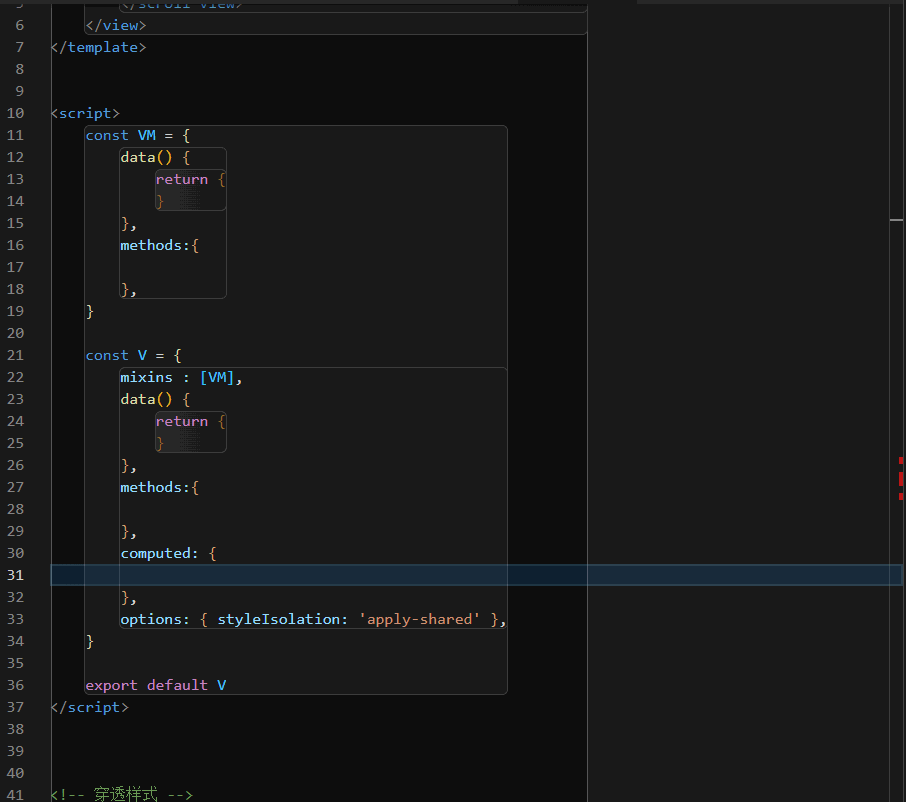 5            </scroll-view>
6        </view>
7    </template>
8
9
10    <script>
11        const VM = {
12            data() {
13                return {
14                }
15            },
16            methods:{
17
18            },
19        }
20
21        const V = {
22            mixins : [VM],
23            data() {
24                return {
25                }
26            },
27            methods:{
28
29            },
30            computed: {
31
32            },
33            options: { styleIsolation: 'apply-shared' },
34        }
35
36        export default V
37    </script>
38
39
40
41    <!-- 穿透样式 -->